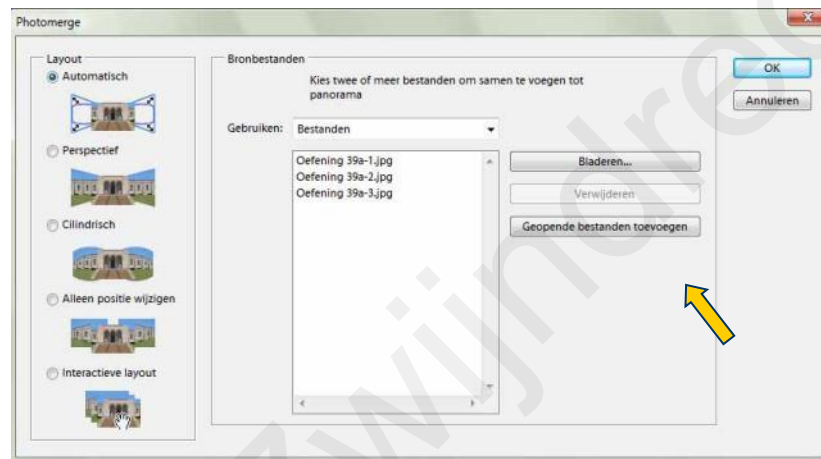 Photomerge
Layout
Automatisch
Perspectief
Cilindrisch
Alleen positie wijzigen
Interactieve layout
Bronbestanden
Kies twee of meer bestanden om samen te voegen tot
panorama
Gebruiken: Bestanden
Oefening 39a-1.jpg
Oefening 39a-2.jpg
Oefening 39a-3.jpg
Bladeren...
Verwijderen
Geopende bestanden toevoegen
OK
Annuleren
zwijndrec